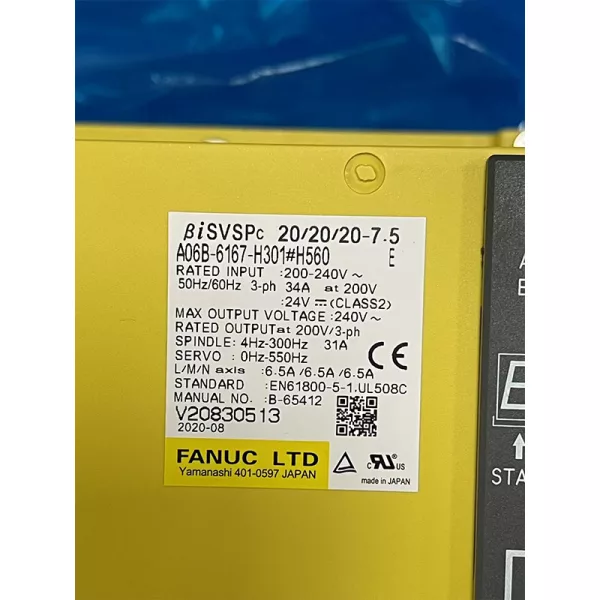 βiSVSPc 20/20/20-7.5
A06B-6167-H301#H560 E
RATED INPUT :200-240V～
50Hz/60Hz 3-ph 34A at 200V
:24V ⎓ (CLASS2)
MAX OUTPUT VOLTAGE :240V～
RATED OUTPUT at 200V/3-ph
SPINDLE: 4Hz-300Hz 31A
SERVO : 0Hz-550Hz
L/M/N axis : 6.5A /6.5A /6.5A
STANDARD :EN61800-5-1.UL508C
MANUAL NO. :B-65412
V20830513
2020-08
CE
FANUC LTD
Yamanashi 401-0597 JAPAN
c RU US
made in JAPAN
STA